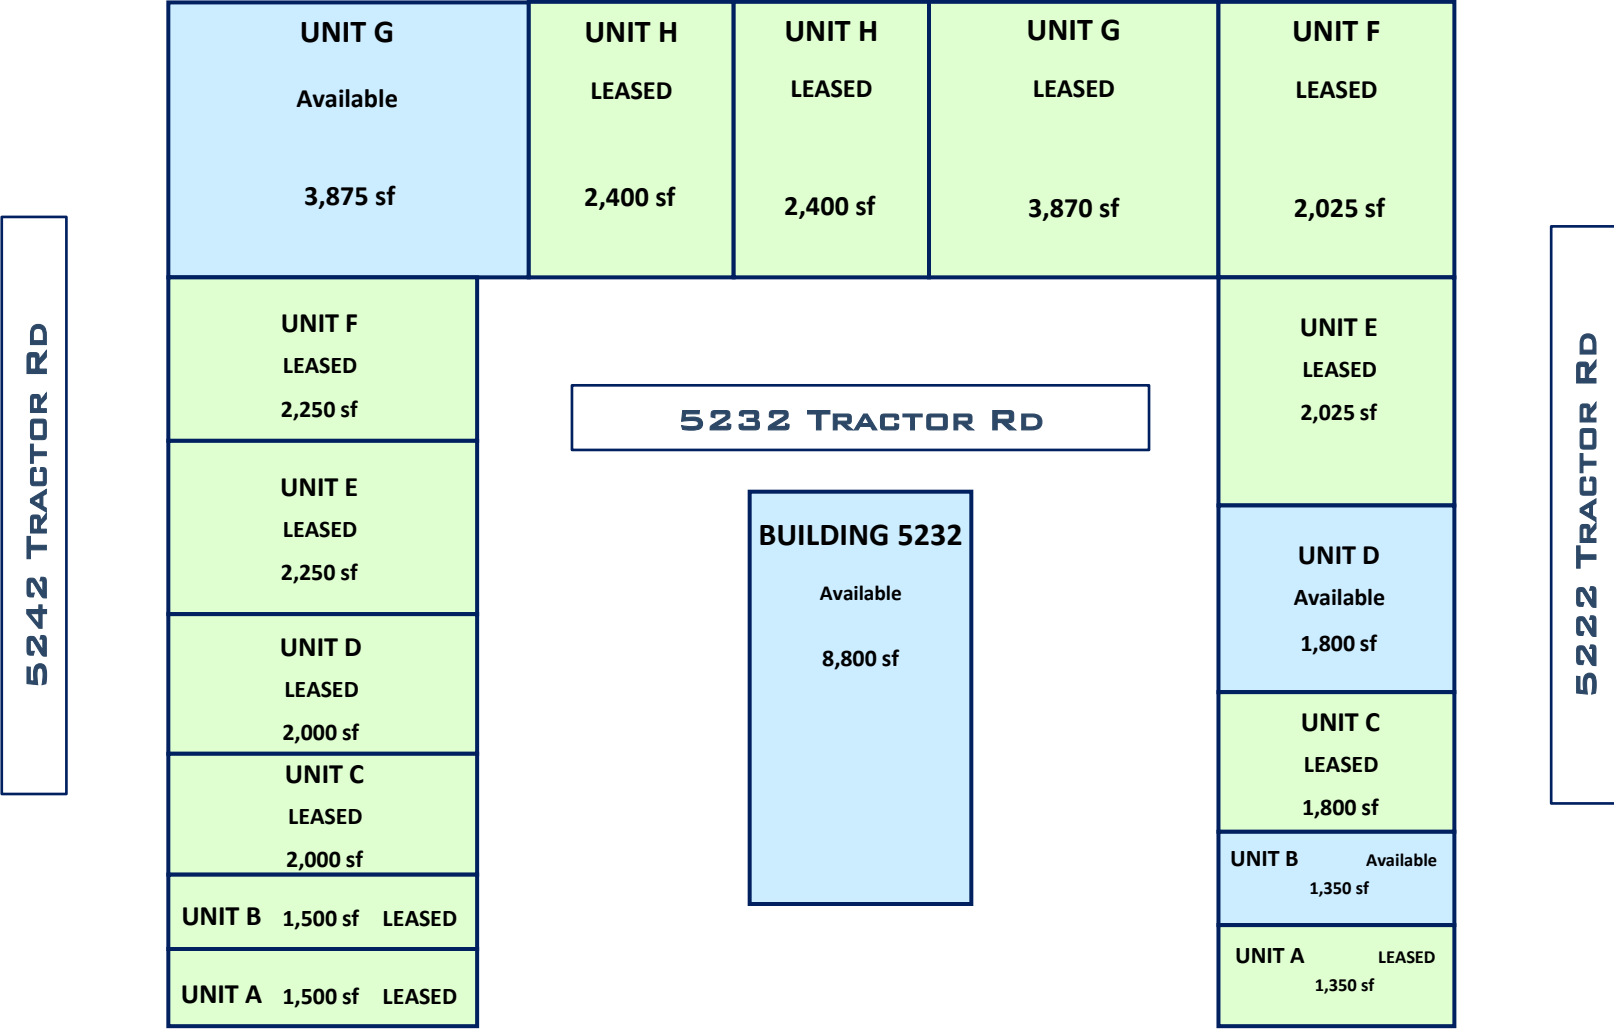 UNIT G
Available
3,875 sf
UNIT H
LEASED
2,400 sf
UNIT H
LEASED
2,400 sf
UNIT G
LEASED
3,870 sf
UNIT F
LEASED
2,025 sf
5242 Tractor Rd
UNIT F
LEASED
2,250 sf
UNIT E
LEASED
2,250 sf
UNIT D
LEASED
2,000 sf
UNIT C
LEASED
2,000 sf
UNIT B 1,500 sf LEASED
UNIT A 1,500 sf LEASED
5232 Tractor Rd
BUILDING 5232
Available
8,800 sf
UNIT E
LEASED
2,025 sf
UNIT D
Available
1,800 sf
UNIT C
LEASED
1,800 sf
UNIT B Available
1,350 sf
UNIT A LEASED
1,350 sf
5222 Tractor Rd